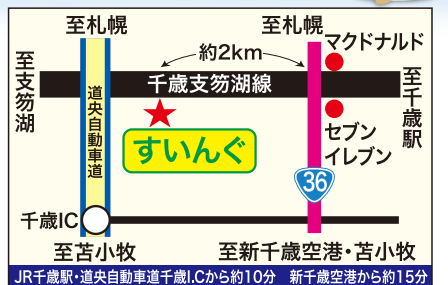 至札幌
至札幌
約2km
マクドナルド
至支笏湖
千歳支笏湖線
至千歳駅
道央自動車道
すいんぐ
セブン
イレブン
36
千歳IC
至苫小牧
至新千歳空港・苫小牧
JR千歳駅・道央自動車道千歳I.Cから約10分 新千歳空港から約15分